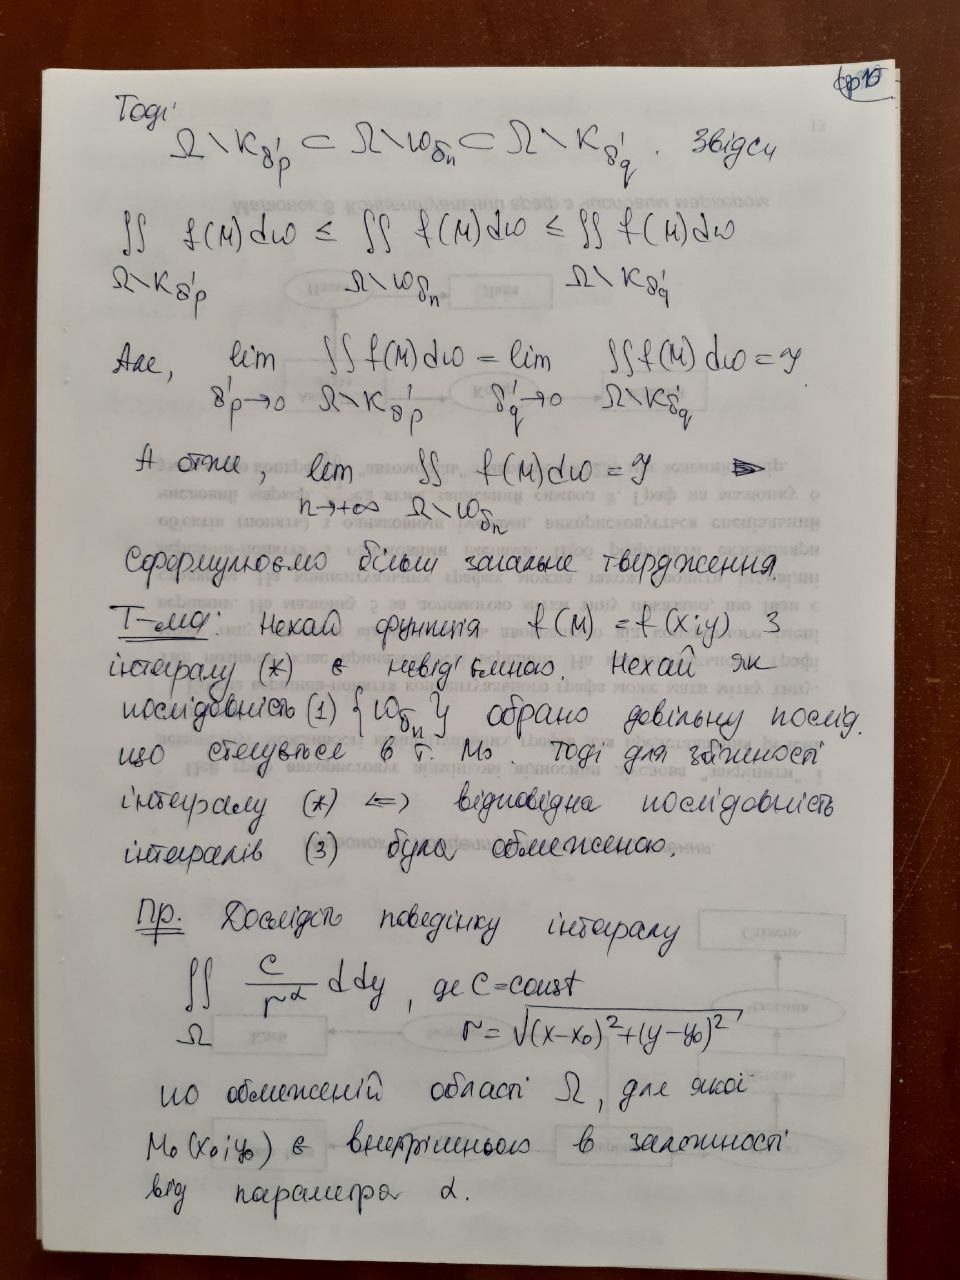 стр 10
Тоді
Ω∖K_{δ'_p} ⊂ Ω∖ω_{δ_n} ⊂ Ω∖K_{δ'_q}. Звідси
∬ f(M)dω ≤ ∬ f(M)dω ≤ ∬ f(M)dω
Ω∖K_{δ'_p} Ω∖ω_{δ_n} Ω∖K_{δ'_q}
Але, lim ∬ f(M)dω = lim ∬ f(M)dω = I
δ'_p→0 Ω∖K_{δ'_p} δ'_q→0 Ω∖K_{δ'_q}
А отже, lim ∬ f(M)dω = I
n→+∞ Ω∖ω_{δ_n}
Сформулюємо більш загальне твердження.
Т-ма: Нехай функція f(M) = f(x;y) з
інтегралу (*) є невід'ємною. Нехай як
послідовність (1) {ω_{δ_n}} обрано довільну послід.
що стягується в т. M₀. Тоді для збіжності
інтегралу (*) <=> відповідна послідовність
інтегралів (3) була обмеженою.
Пр. Дослідіть поведінку інтегралу
∬ c/r^α d dy, де c=const
Ω r=√((x-x₀)²+(y-y₀)²)
по обмеженій області Ω, для якої
M₀(x₀;y₀) є внутрішньою в залежності
від параметра α.